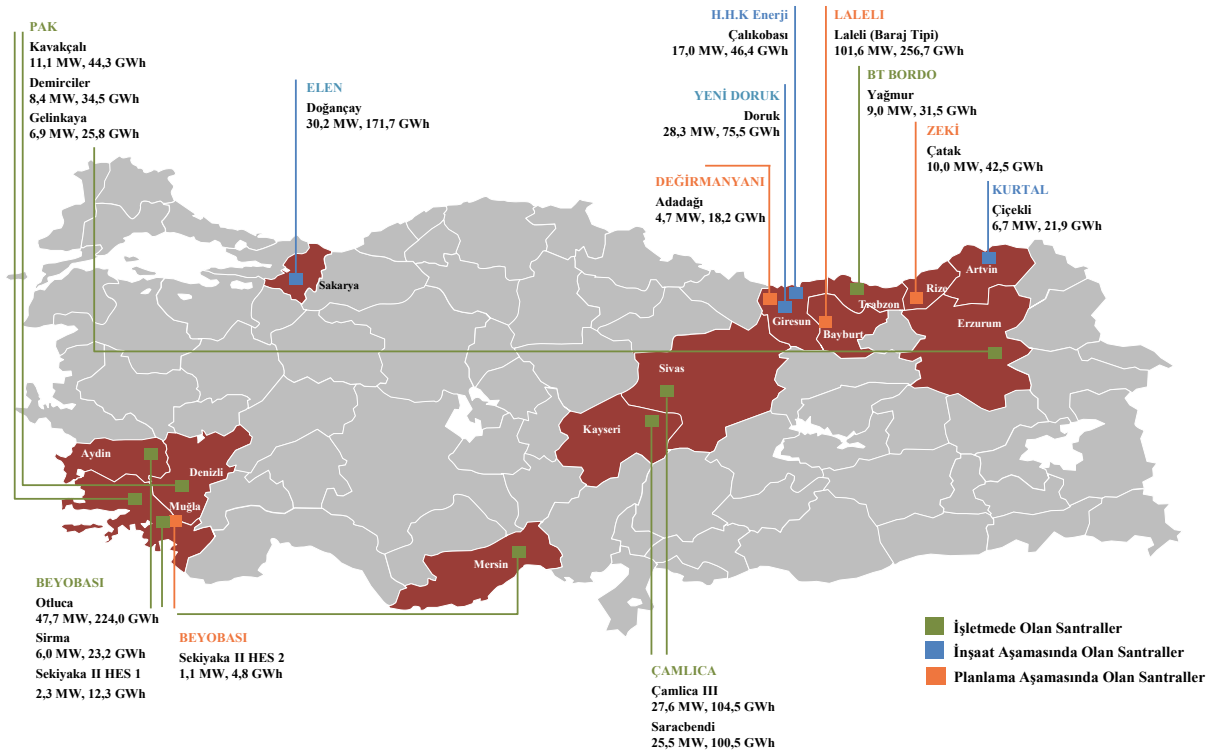 PAK
Kavakçalı
11,1 MW, 44,3 GWh
Demirciler
8,4 MW, 34,5 GWh
Gelinkaya
6,9 MW, 25,8 GWh
ELEN
Doğançay
30,2 MW, 171,7 GWh
H.H.K Enerji
Çalıkobası
17,0 MW, 46,4 GWh
YENİ DORUK
Doruk
28,3 MW, 75,5 GWh
DEĞİRMANYANI
Adadağı
4,7 MW, 18,2 GWh
LALELI
Laleli (Baraj Tipi)
101,6 MW, 256,7 GWh
BT BORDO
Yağmur
9,0 MW, 31,5 GWh
ZEKİ
Çatak
10,0 MW, 42,5 GWh
KURTAL
Çiçekli
6,7 MW, 21,9 GWh
Sakarya
Artvin
Rize
Trabzon
Giresun
Bayburt
Erzurum
Sivas
Kayseri
Aydin
Denizli
Muğla
Mersin
BEYOBASI
Otluca
47,7 MW, 224,0 GWh
Sirma
6,0 MW, 23,2 GWh
Sekiyaka II HES 1
2,3 MW, 12,3 GWh
BEYOBASI
Sekiyaka II HES 2
1,1 MW, 4,8 GWh
ÇAMLICA
Çamlica III
27,6 MW, 104,5 GWh
Saracbendi
25,5 MW, 100,5 GWh
İşletmede Olan Santraller
İnşaat Aşamasında Olan Santraller
Planlama Aşamasında Olan Santraller